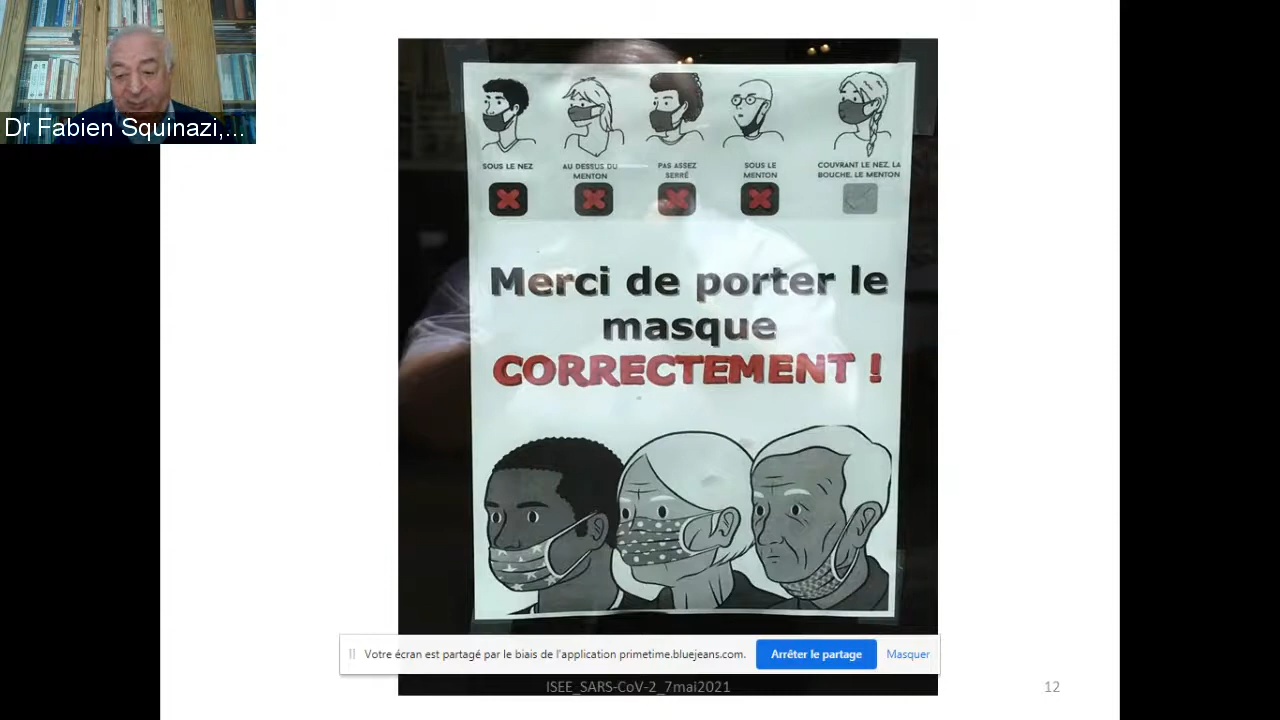 Dr Fabien Squinazi,...
SOUS LE NEZ
AU DESSUS DU
MENTON
PAS ASSEZ
SERRÉ
SOUS LE
MENTON
COUVRANT LE NEZ, LA
BOUCHE, LE MENTON
Merci de porter le
masque
CORRECTEMENT !
Votre écran est partagé par le biais de l'application primetime.bluejeans.com.
Arrêter le partage
Masquer
ISEE_SARS-CoV-2_7mai2021
12